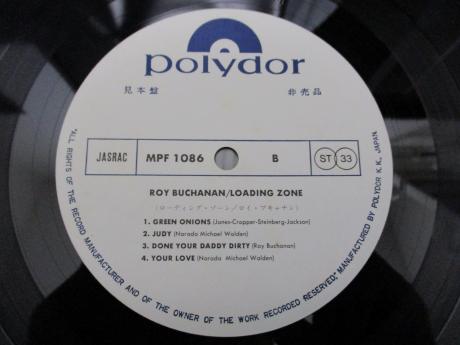 polydor
見本盤 非売品
JASRAC MPF 1086 B ST 33
ROY BUCHANAN/LOADING ZONE
(ローディング・ゾーン/ロイ・ブキャナン)
1. GREEN ONIONS (Jones-Cropper-Steinberg-Jackson)
2. JUDY (Narada Michael Walden)
3. DONE YOUR DADDY DIRTY (Roy Buchanan)
4. YOUR LOVE (Narada Michael Walden)
"ALL RIGHTS OF THE RECORD MANUFACTURER AND OF THE OWNER OF THE WORK RECORDED RESERVED," MANUFACTURED BY POLYDOR K.K., JAPAN